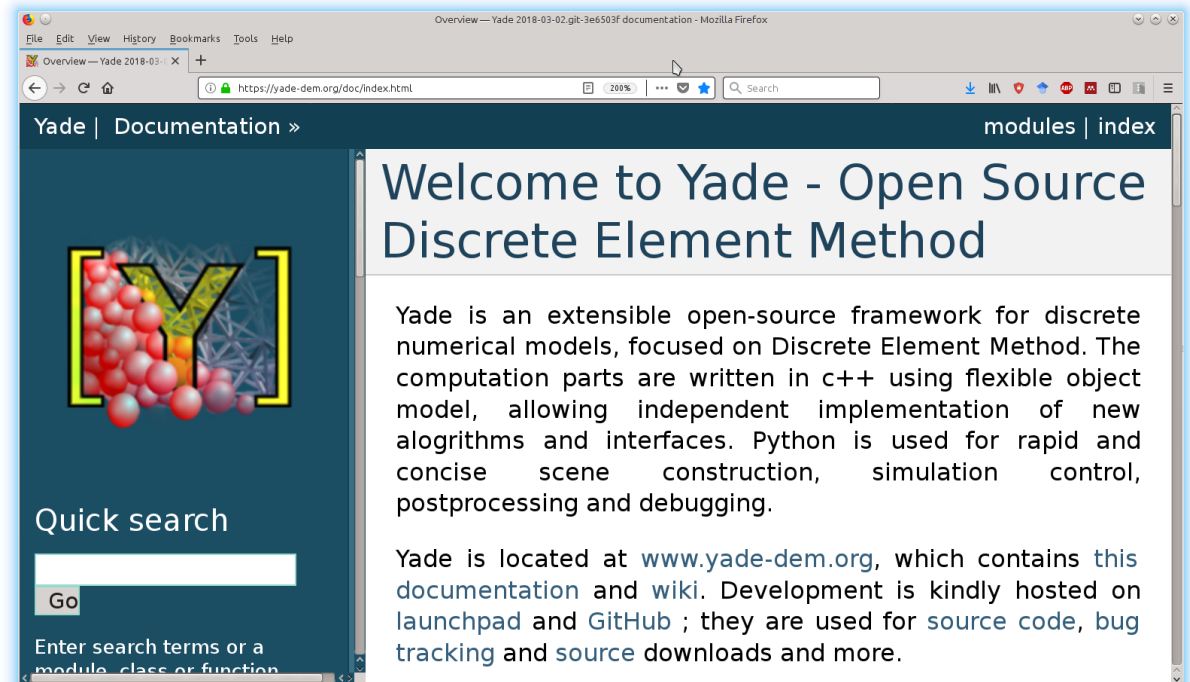 Overview — Yade 2018-03-02.git-3e6503f documentation - Mozilla Firefox
File Edit View History Bookmarks Tools Help
Overview — Yade 2018-03-
https://yade-dem.org/doc/index.html
200%
Search
ABP
Yade | Documentation »
modules | index
Y
Quick search
Go
Enter search terms or a
module, class or function
Welcome to Yade - Open Source
Discrete Element Method
Yade is an extensible open-source framework for discrete
numerical models, focused on Discrete Element Method. The
computation parts are written in c++ using flexible object
model, allowing independent implementation of new
alogrithms and interfaces. Python is used for rapid and
concise scene construction, simulation control,
postprocessing and debugging.
Yade is located at www.yade-dem.org, which contains this
documentation and wiki. Development is kindly hosted on
launchpad and GitHub ; they are used for source code, bug
tracking and source downloads and more.